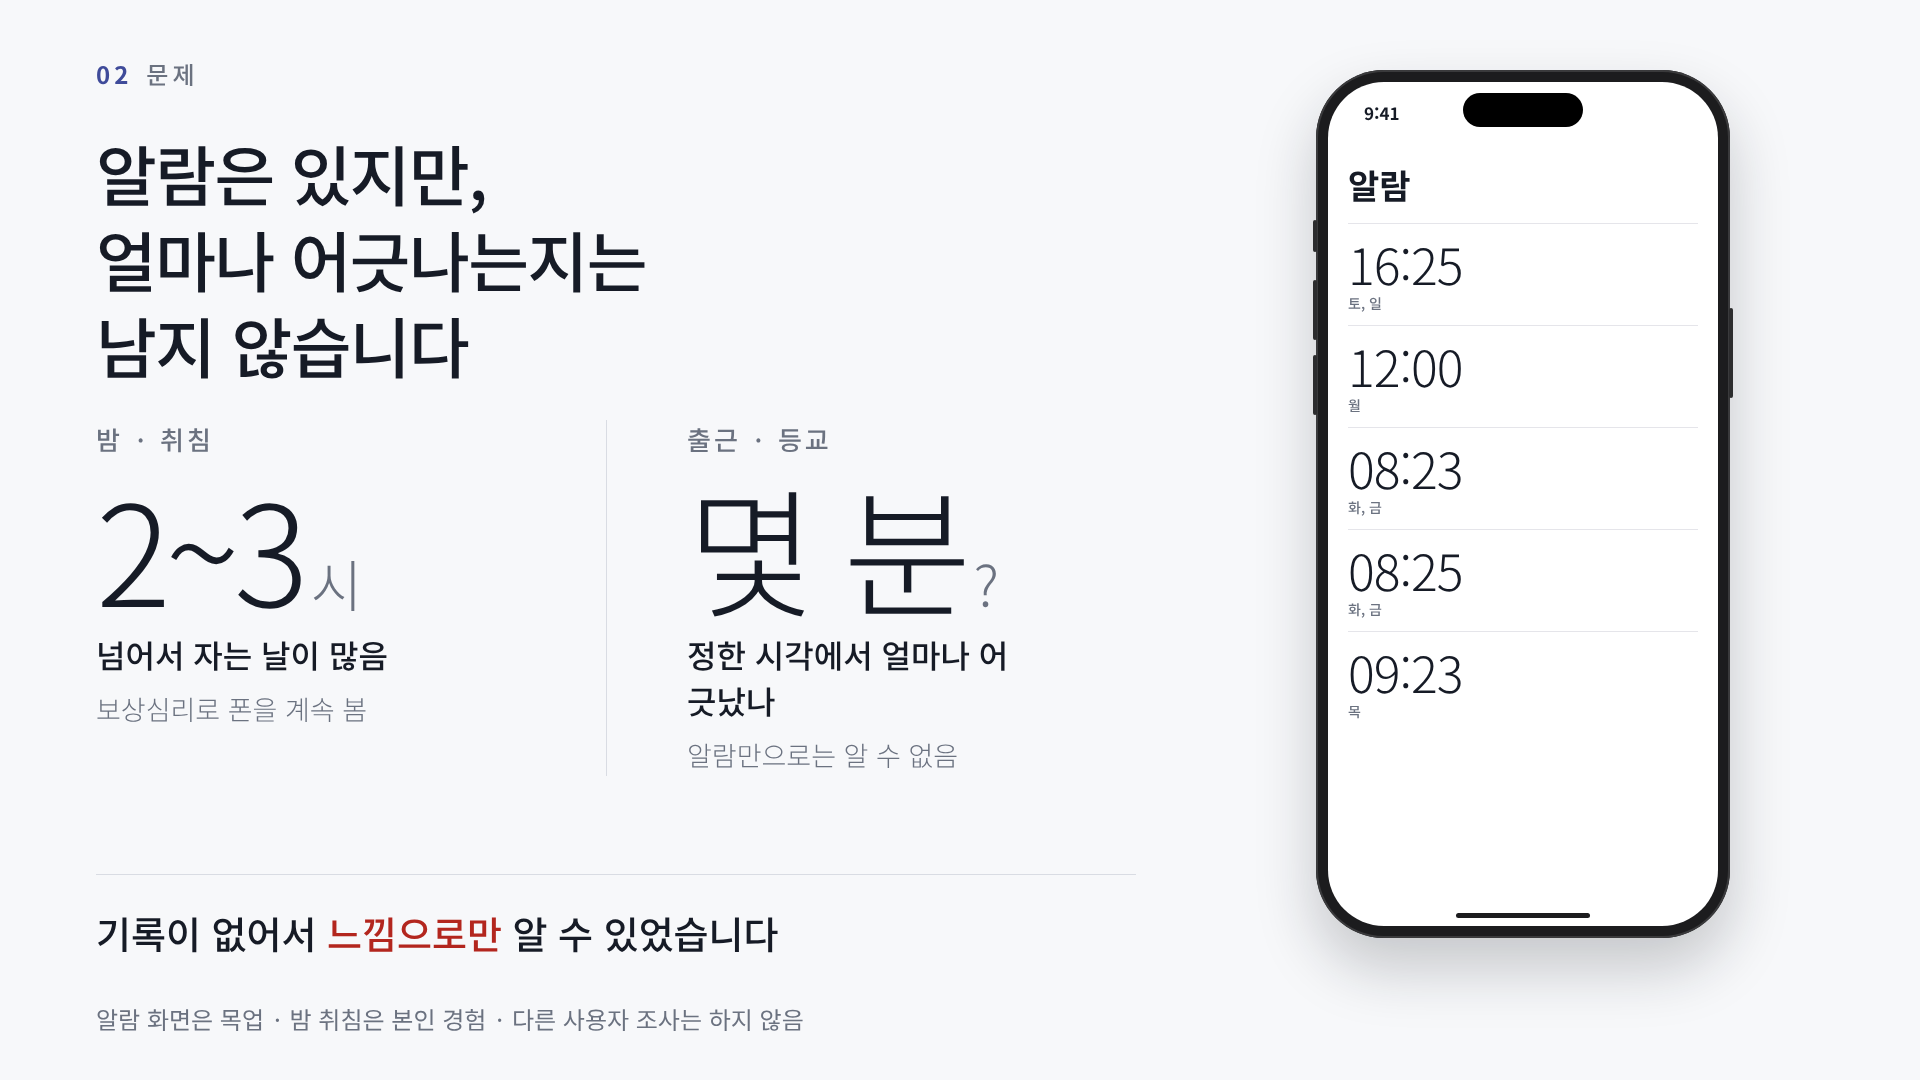 02 문제
알람은 있지만,
얼마나 어긋나는지는
남지 않습니다
밤 · 취침
2~3시
넘어서 자는 날이 많음
보상심리로 폰을 계속 봄
출근 · 등교
몇 분?
정한 시각에서 얼마나 어
긋났나
알람만으로는 알 수 없음
기록이 없어서 느낌으로만 알 수 있었습니다
알람 화면은 목업 · 밤 취침은 본인 경험 · 다른 사용자 조사는 하지 않음
9:41
알람
16:25
토, 일
12:00
월
08:23
화, 금
08:25
화, 금
09:23
목